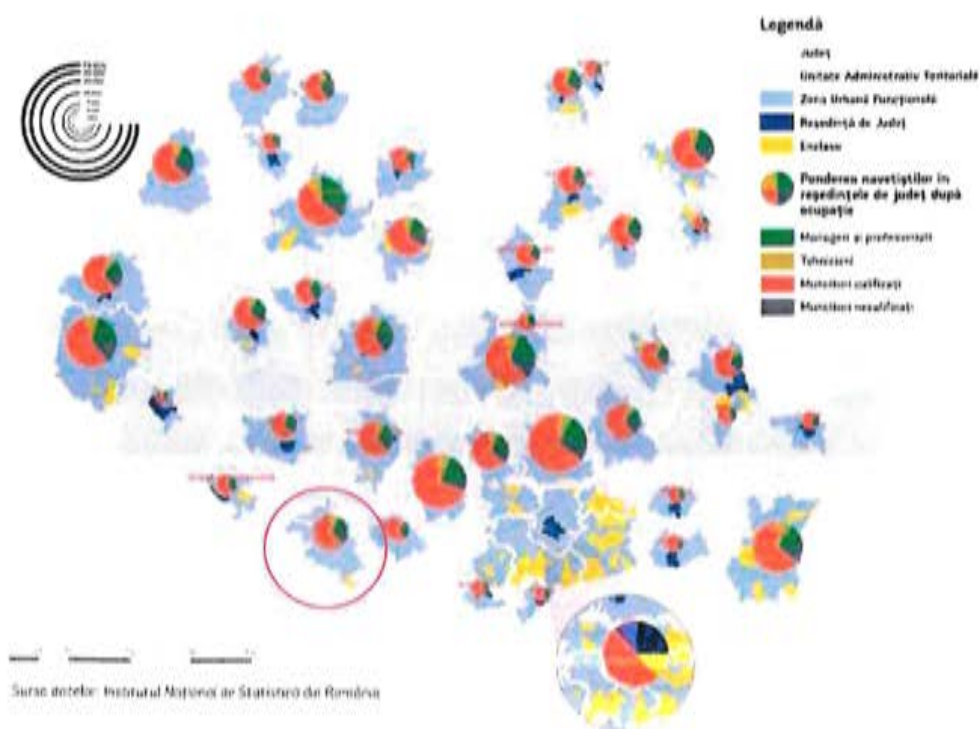 Legendă
Județ
Unitate Administrativ Teritorială
Zona Urbană Funcțională
Reședință de Județ
Enclave
Ponderea navetiștilor în
reședințele de județ după
ocupație
Manageri și profesioniști
Tehnicieni
Muncitori calificați
Muncitori necalificați
Sursa datelor: Institutul Național de Statistică din România